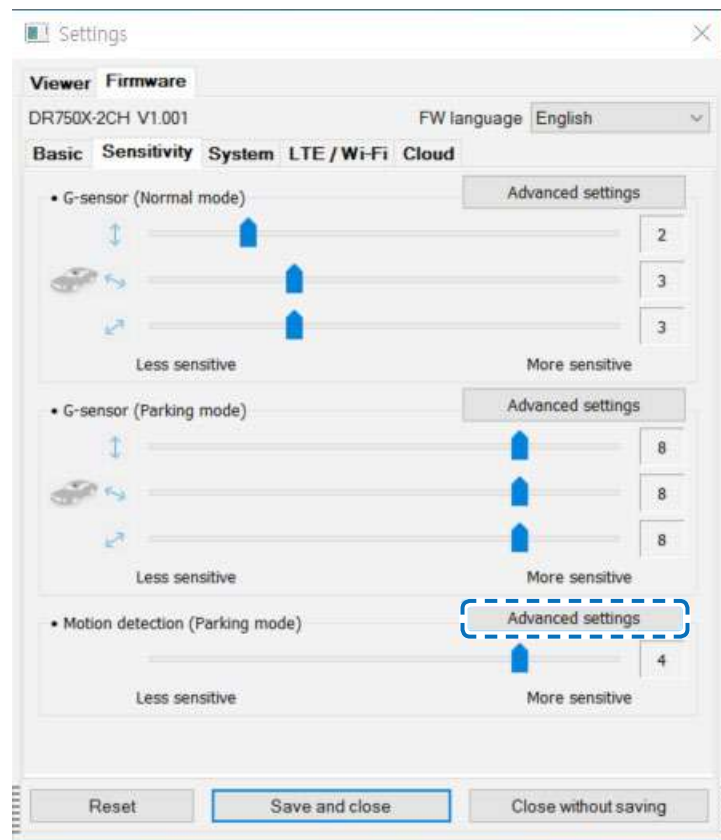 Settings
Viewer Firmware
DR750X-2CH V1.001 FW language English
Basic Sensitivity System LTE / Wi-Fi Cloud
• G-sensor (Normal mode) Advanced settings
2
3
3
Less sensitive More sensitive
• G-sensor (Parking mode) Advanced settings
8
8
8
Less sensitive More sensitive
• Motion detection (Parking mode) Advanced settings
4
Less sensitive More sensitive
Reset Save and close Close without saving